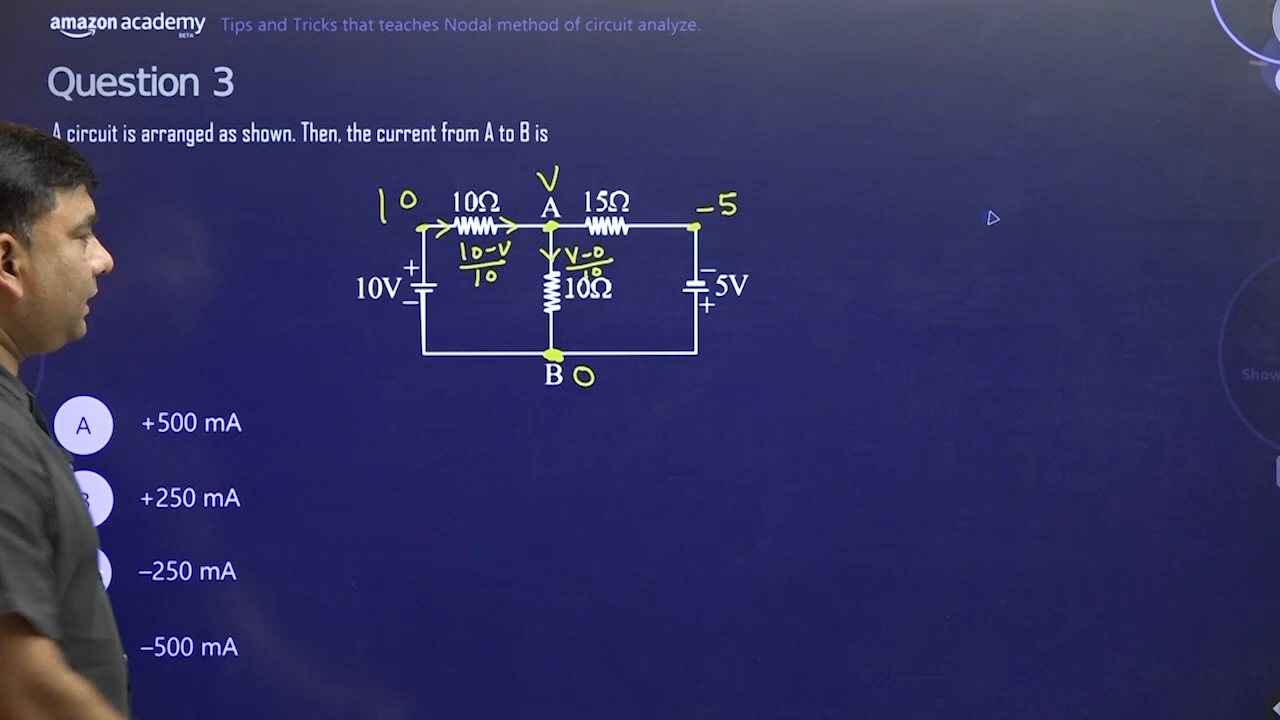 amazon academy
BETA
Tips and Tricks that teaches Nodal method of circuit analyze.
Question 3
A circuit is arranged as shown. Then, the current from A to B is
V
10 10Ω A 15Ω -5
10-V
10
V-0
10
+
10V
−
10Ω
−
5V
+
B 0
A +500 mA
B +250 mA
−250 mA
−500 mA
Show